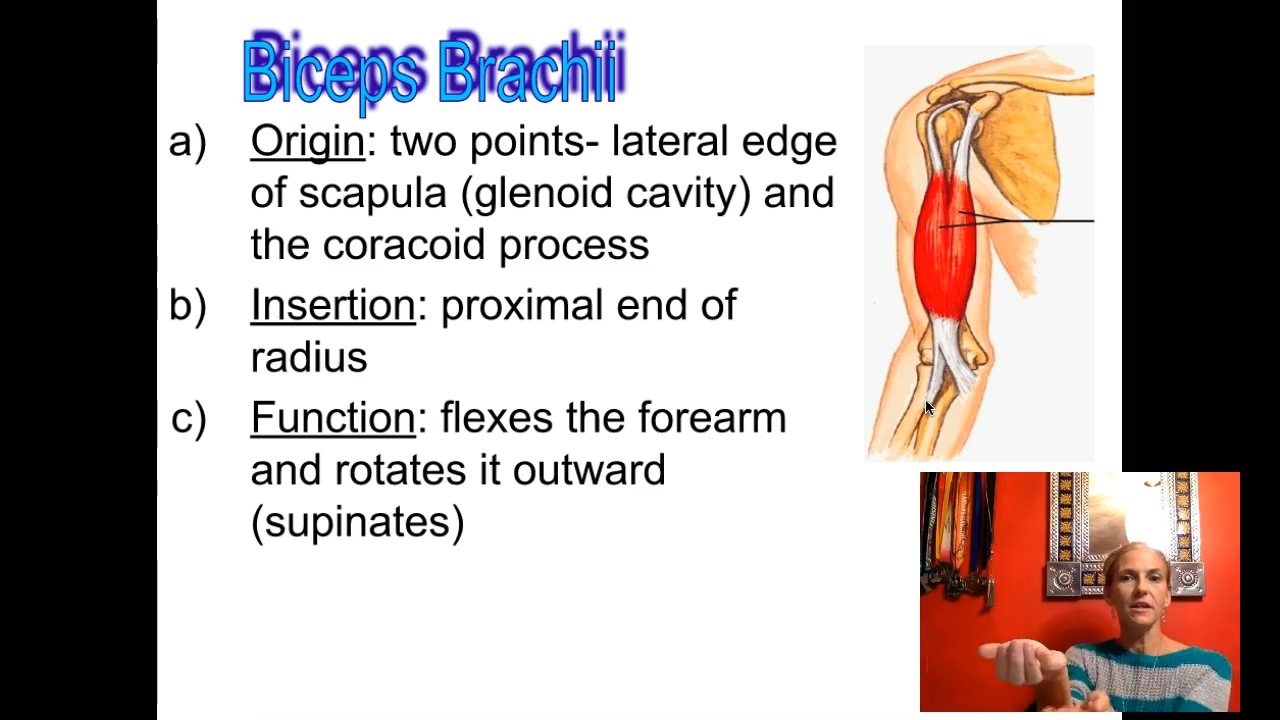 Biceps Brachii
a) Origin: two points- lateral edge
of scapula (glenoid cavity) and
the coracoid process
b) Insertion: proximal end of
radius
c) Function: flexes the forearm
and rotates it outward
(supinates)